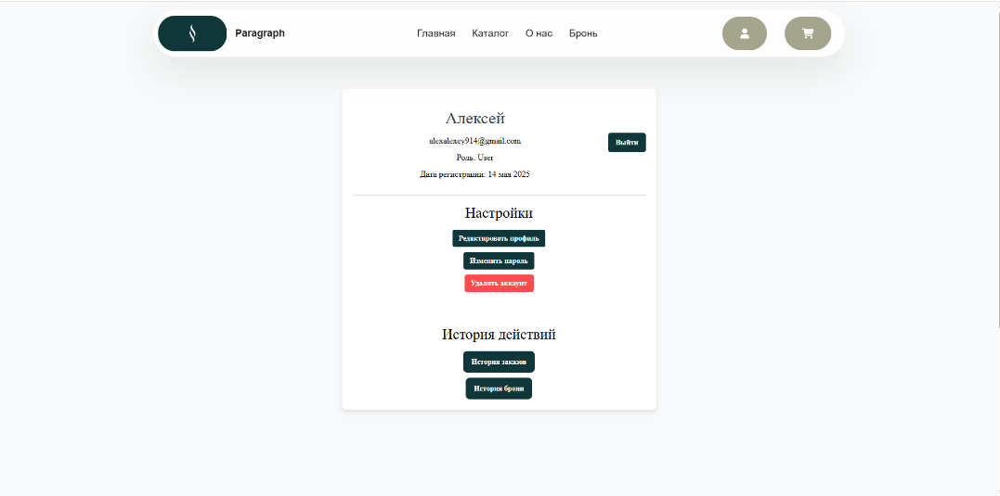 Paragraph
Главная Каталог О нас Бронь
Алексей
alexalexey914@gmail.com
Выйти
Роль: User
Дата регистрации: 14 мая 2025
Настройки
Редактировать профиль
Изменить пароль
Удалить аккаунт
История действий
История заказов
История брони